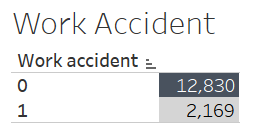 Work Accident
Work accident
0 12,830
1 2,169